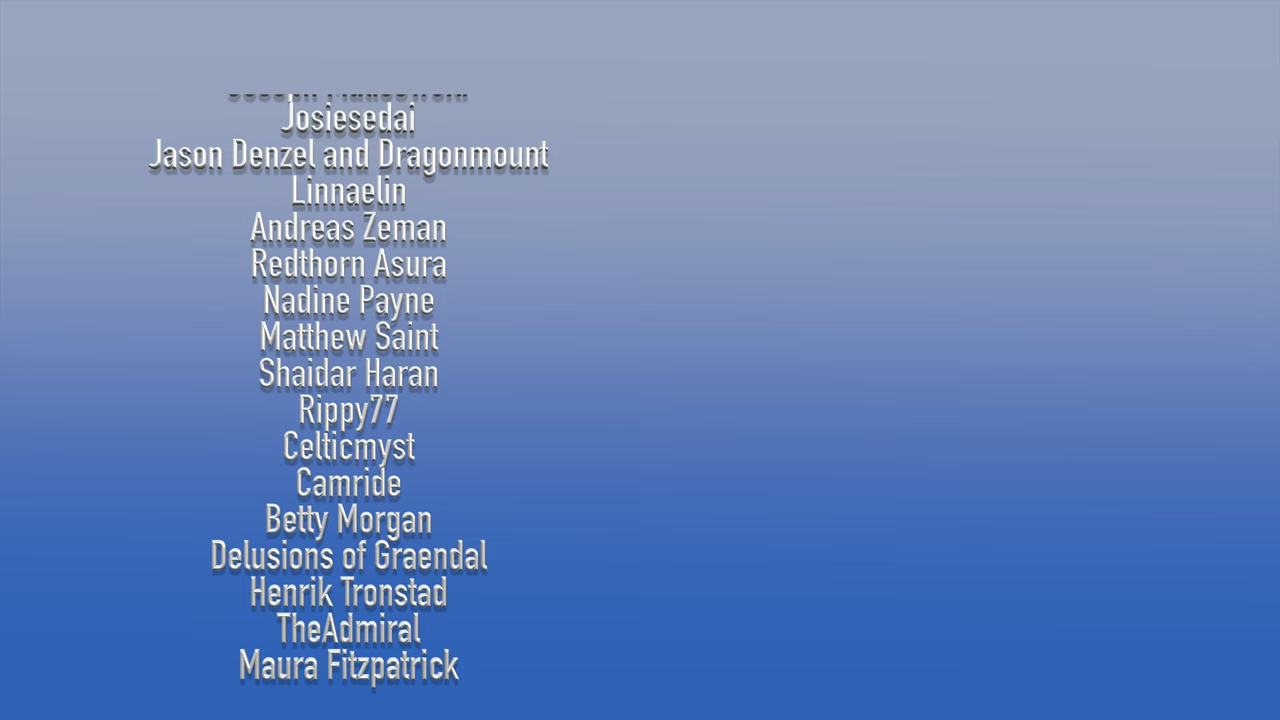 Josiesedai
Jason Denzel and Dragonmount
Linnaelin
Andreas Zeman
Redthorn Asura
Nadine Payne
Matthew Saint
Shaidar Haran
Rippy77
Celticmyst
Camride
Betty Morgan
Delusions of Graendal
Henrik Tronstad
TheAdmiral
Maura Fitzpatrick